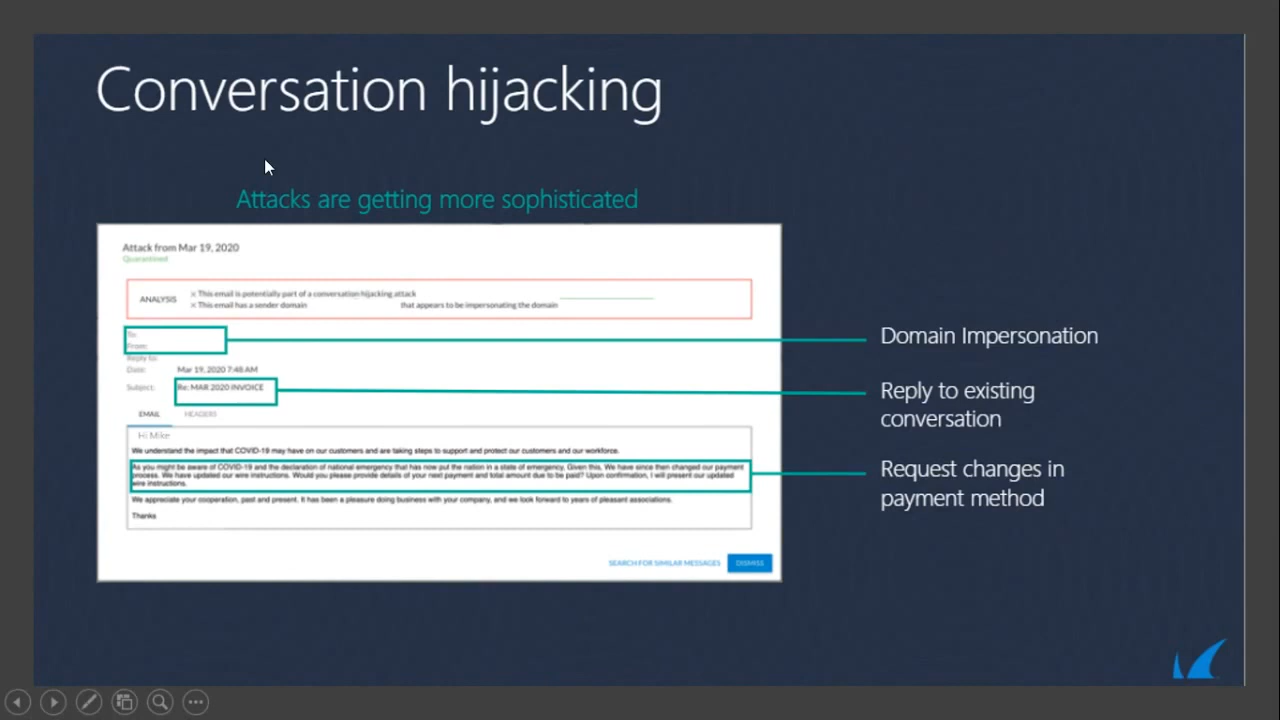 Conversation hijacking
Attacks are getting more sophisticated
Attack from Mar 19, 2020
Quarantined
ANALYSIS
× This email is potentially part of a conversation hijacking attack
× This email has a sender domain that appears to be impersonating the domain
To:
From:
Reply to:
Date: Mar 19, 2020 7:48 AM
Subject: Re: MAR 2020 INVOICE
EMAIL HEADERS
Hi Mike
We understand the impact that COVID-19 may have on our customers and are taking steps to support and protect our customers and our workforce.
As you might be aware of COVID-19 and the declaration of national emergency that has now put the nation in a state of emergency. Given this, We have since then changed our payment
process. We have updated our wire instructions. Would you please provide details of your next payment and total amount due to be paid? Upon confirmation, I will present our updated
wire instructions.
We appreciate your cooperation, past and present. It has been a pleasure doing business with your company, and we look forward to years of pleasant associations.
Thanks
SEARCH FOR SIMILAR MESSAGES DISMISS
Domain Impersonation
Reply to existing
conversation
Request changes in
payment method